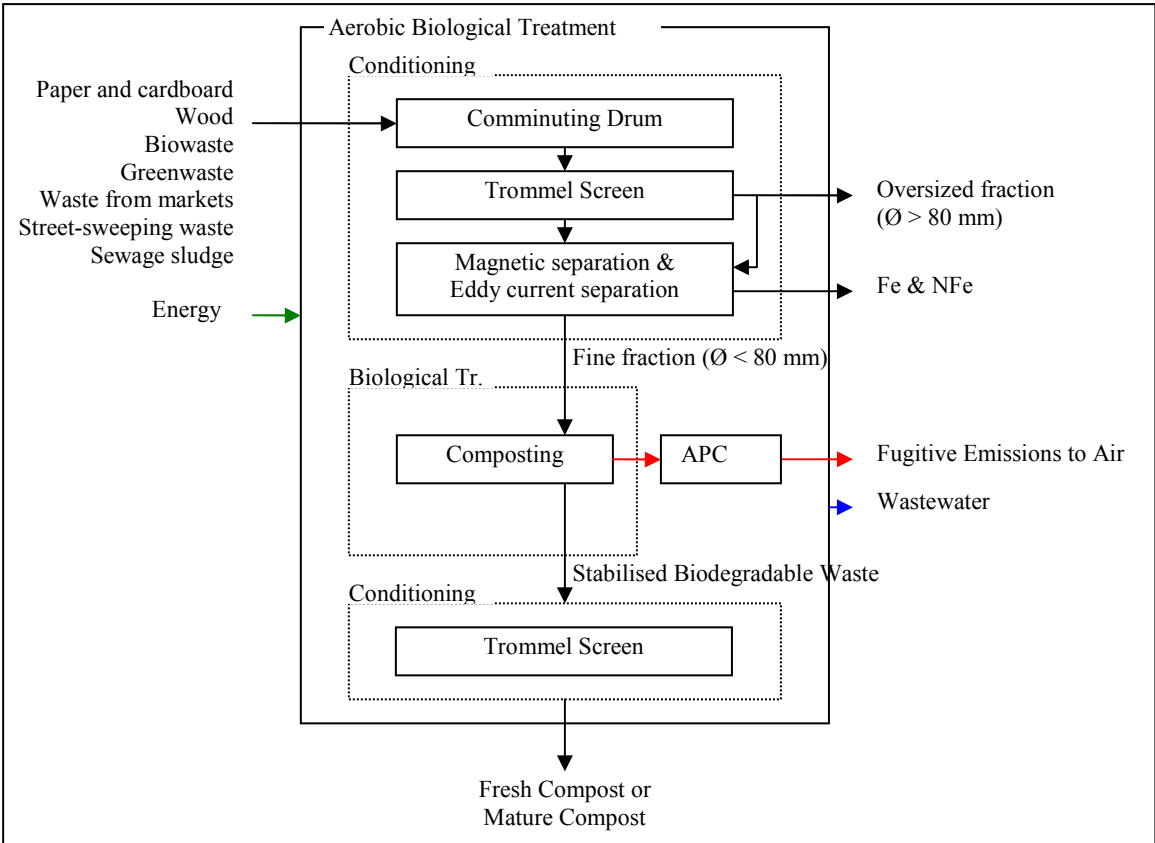 Aerobic Biological Treatment
Conditioning
Paper and cardboard
Wood
Biowaste
Greenwaste
Waste from markets
Street-sweeping waste
Sewage sludge
Energy
Comminuting Drum
Trommel Screen
Magnetic separation &
Eddy current separation
Oversized fraction
(Ø > 80 mm)
Fe & NFe
Fine fraction (Ø < 80 mm)
Biological Tr.
Composting
APC
Fugitive Emissions to Air
Wastewater
Stabilised Biodegradable Waste
Conditioning
Trommel Screen
Fresh Compost or
Mature Compost